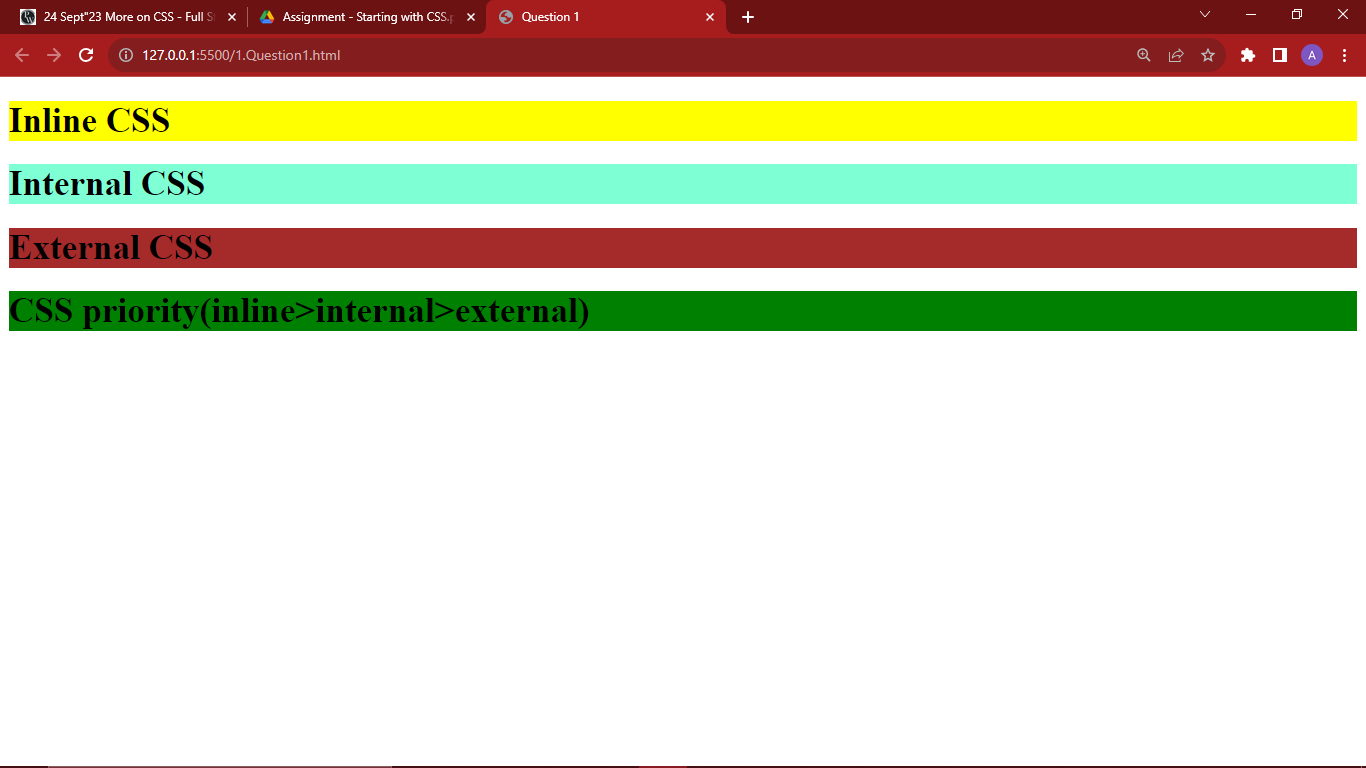 24 Sept"23 More on CSS - Full S
Assignment - Starting with CSS.p
Question 1
127.0.0.1:5500/1.Question1.html
A
Inline CSS
Internal CSS
External CSS
CSS priority(inline>internal>external)